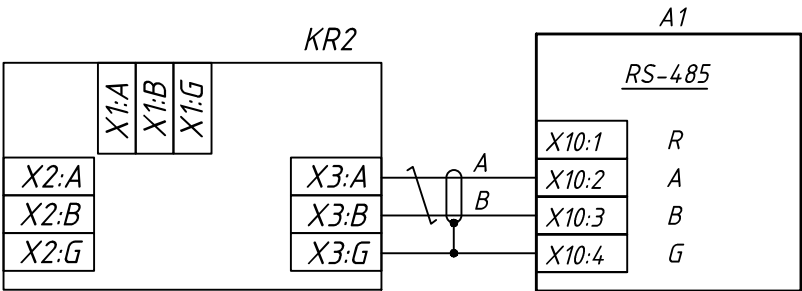 A1
KR2
RS-485
X1:A
X1:B
X1:G
X10:1 R
X2:A
X3:A
A
X10:2 A
X2:B
X3:B
B
X10:3 B
X2:G
X3:G
X10:4 G